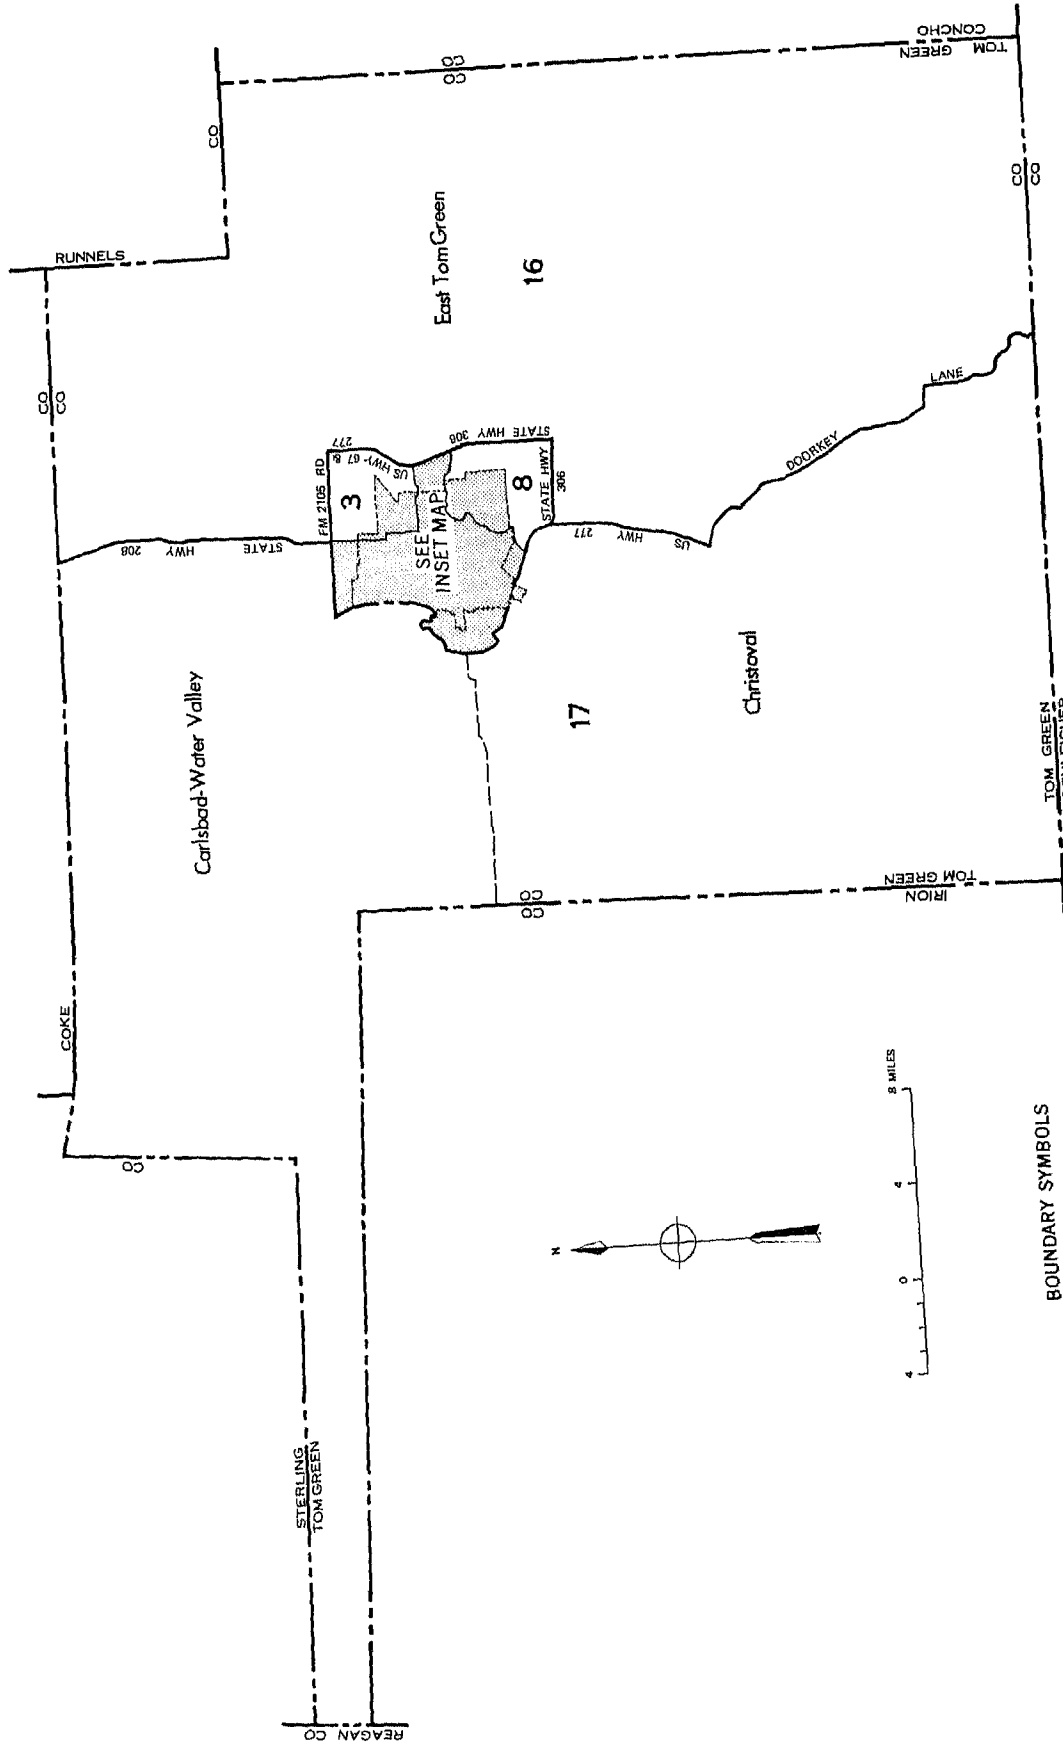 CONCHO
TOM GREEN
CO
CO
CO
RUNNELS
CO
CO
CO
CO
East Tom Green
16
FM 2105 RD
US HWY 67 & 277
STATE HWY 306
STATE HWY
306
3
8
SEE
INSET MAP
STATE HWY 208
US HWY 277
DOORKEY LANE
Carlsbad-Water Valley
17
Christoval
TOM GREEN
CO
CO
IRION
TOM GREEN
COKE
CO
N
4 0 4 8 MILES
BOUNDARY SYMBOLS
STERLING
TOM GREEN
REAGAN CO